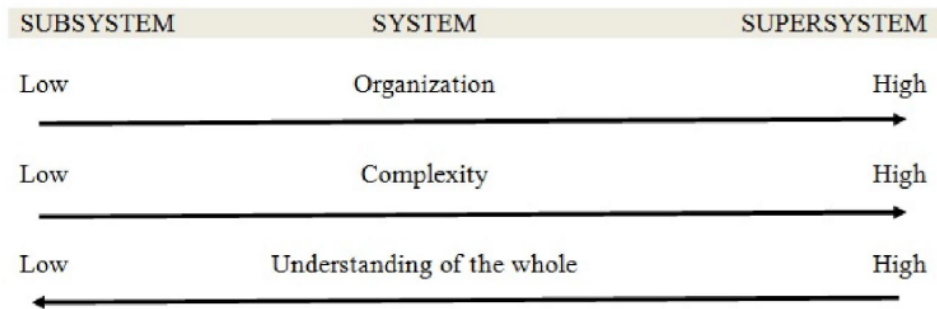 SUBSYSTEM SYSTEM SUPERSYSTEM
Low Organization High
Low Complexity High
Low Understanding of the whole High